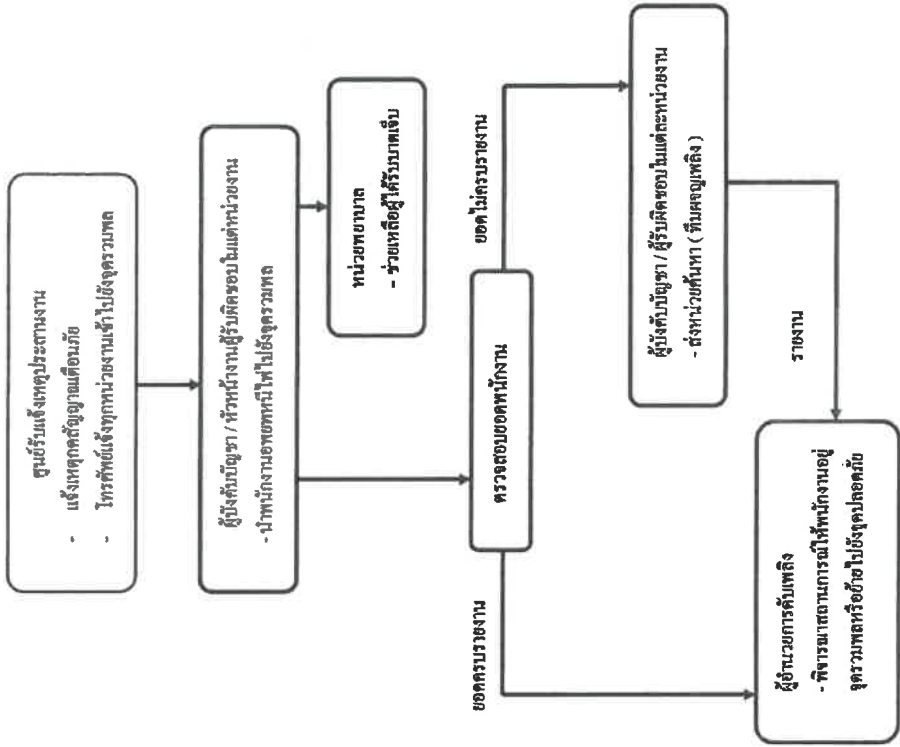 ศูนย์รับแจ้งเหตุประสานงาน
- แจ้งเหตุกดสัญญาณเตือนภัย
- โทรศัพท์แจ้งทุกหน่วยงานเข้าไปยังจุดรวมพล
ผู้บังคับบัญชา / หัวหน้างานผู้รับผิดชอบในแต่หน่วยงาน
- นำพนักงานอพยพหนีไฟไปยังจุดรวมพล
หน่วยพยาบาล
- ช่วยเหลือผู้ได้รับบาดเจ็บ
ตรวจสอบยอดพนักงาน
ยอดครบรายงาน
ยอดไม่ครบรายงาน
ผู้บังคับบัญชา / ผู้รับผิดชอบในแต่ละหน่วยงาน
- ส่งหน่วยค้นหา ( ทีมผจญเพลิง )
รายงาน
ผู้อำนวยการดับเพลิง
- พิจารณาสถานการณ์ให้พนักงานอยู่
จุดรวมพลหรือย้ายไปยังจุดปลอดภัย